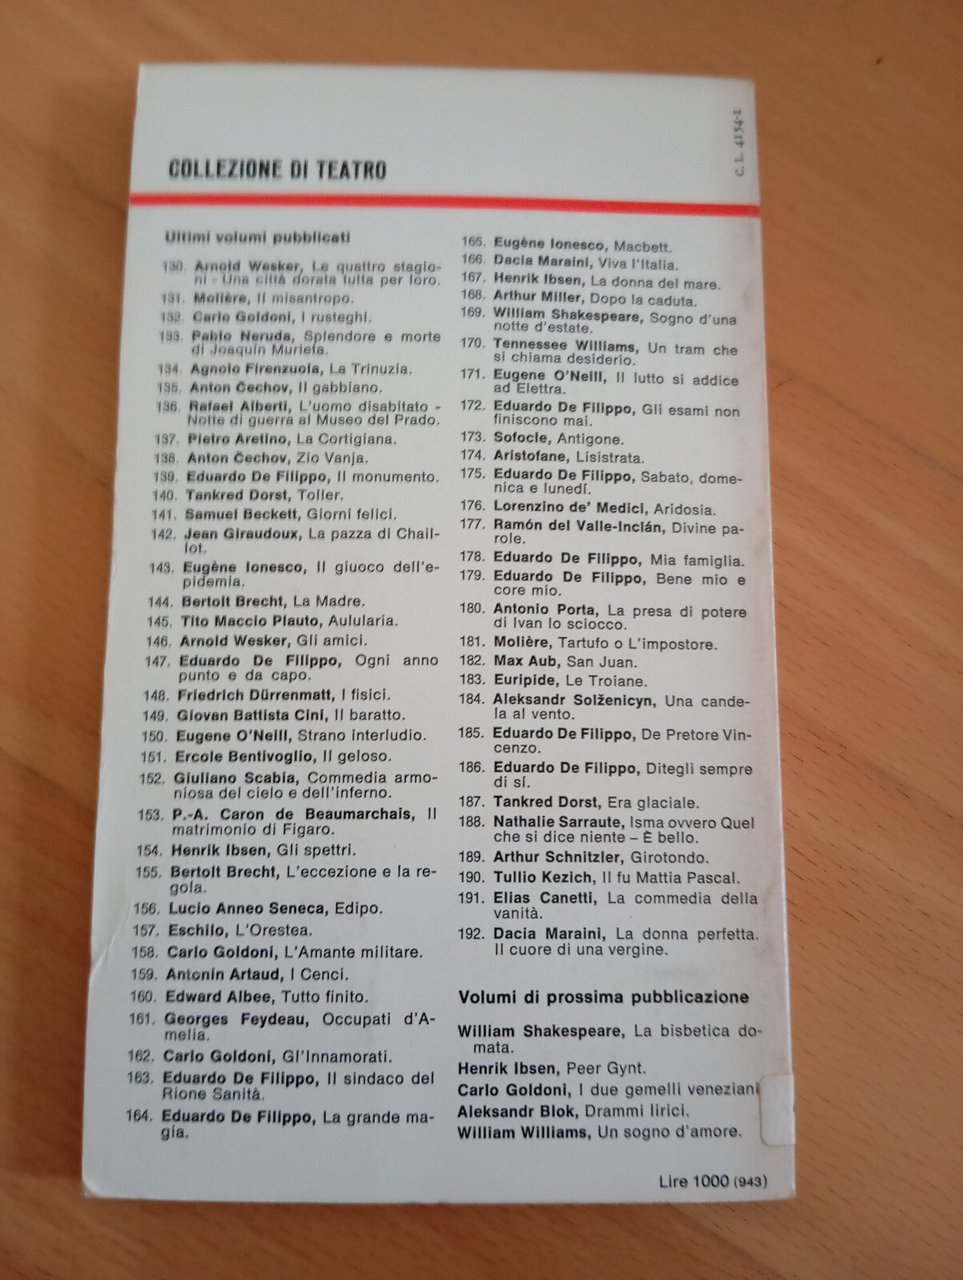 C. L. 4154-1
COLLEZIONE DI TEATRO
Ultimi volumi pubblicati
130. Arnold Wesker, Le quattro stagio-
ni - Una città dorata tutta per loro.
131. Molière, Il misantropo.
132. Carlo Goldoni, I rusteghi.
133. Pablo Neruda, Splendore e morte
di Joaquin Murieta.
134. Agnolo Firenzuola, La Trinuzia.
135. Anton Čechov, Il gabbiano.
136. Rafael Alberti, L'uomo disabitato -
Notte di guerra al Museo del Prado.
137. Pietro Aretino, La Cortigiana.
138. Anton Čechov, Zio Vanja.
139. Eduardo De Filippo, Il monumento.
140. Tankred Dorst, Toller.
141. Samuel Beckett, Giorni felici.
142. Jean Giraudoux, La pazza di Chail-
lot.
143. Eugène Ionesco, Il giuoco dell'e-
pidemia.
144. Bertolt Brecht, La Madre.
145. Tito Maccio Plauto, Aulularia.
146. Arnold Wesker, Gli amici.
147. Eduardo De Filippo, Ogni anno
punto e da capo.
148. Friedrich Dürrenmatt, I fisici.
149. Giovan Battista Cini, Il baratto.
150. Eugene O'Neill, Strano interludio.
151. Ercole Bentivoglio, Il geloso.
152. Giuliano Scabia, Commedia armo-
niosa del cielo e dell'inferno.
153. P.-A. Caron de Beaumarchais, Il
matrimonio di Figaro.
154. Henrik Ibsen, Gli spettri.
155. Bertolt Brecht, L'eccezione e la re-
gola.
156. Lucio Anneo Seneca, Edipo.
157. Eschilo, L'Orestea.
158. Carlo Goldoni, L'Amante militare.
159. Antonin Artaud, I Cenci.
160. Edward Albee, Tutto finito.
161. Georges Feydeau, Occupati d'A-
melia.
162. Carlo Goldoni, Gl'Innamorati.
163. Eduardo De Filippo, Il sindaco del
Rione Sanità.
164. Eduardo De Filippo, La grande ma-
gia.
165. Eugène Ionesco, Macbett.
166. Dacia Maraini, Viva l'Italia.
167. Henrik Ibsen, La donna del mare.
168. Arthur Miller, Dopo la caduta.
169. William Shakespeare, Sogno d'una
notte d'estate.
170. Tennessee Williams, Un tram che
si chiama desiderio.
171. Eugene O'Neill, Il lutto si addice
ad Elettra.
172. Eduardo De Filippo, Gli esami non
finiscono mai.
173. Sofocle, Antigone.
174. Aristofane, Lisistrata.
175. Eduardo De Filippo, Sabato, dome-
nica e lunedí.
176. Lorenzino de' Medici, Aridosia.
177. Ramón del Valle-Inclán, Divine pa-
role.
178. Eduardo De Filippo, Mia famiglia.
179. Eduardo De Filippo, Bene mio e
core mio.
180. Antonio Porta, La presa di potere
di Ivan lo sciocco.
181. Molière, Tartufo o L'impostore.
182. Max Aub, San Juan.
183. Euripide, Le Troiane.
184. Aleksandr Solženicyn, Una cande-
la al vento.
185. Eduardo De Filippo, De Pretore Vin-
cenzo.
186. Eduardo De Filippo, Ditegli sempre
di sí.
187. Tankred Dorst, Era glaciale.
188. Nathalie Sarraute, Isma ovvero Quel
che si dice niente – È bello.
189. Arthur Schnitzler, Girotondo.
190. Tullio Kezich, Il fu Mattia Pascal.
191. Elias Canetti, La commedia della
vanità.
192. Dacia Maraini, La donna perfetta.
Il cuore di una vergine.
Volumi di prossima pubblicazione
William Shakespeare, La bisbetica do-
mata.
Henrik Ibsen, Peer Gynt.
Carlo Goldoni, I due gemelli veneziani
Aleksandr Blok, Drammi lirici.
William Williams, Un sogno d'amore.
Lire 1000 (943)